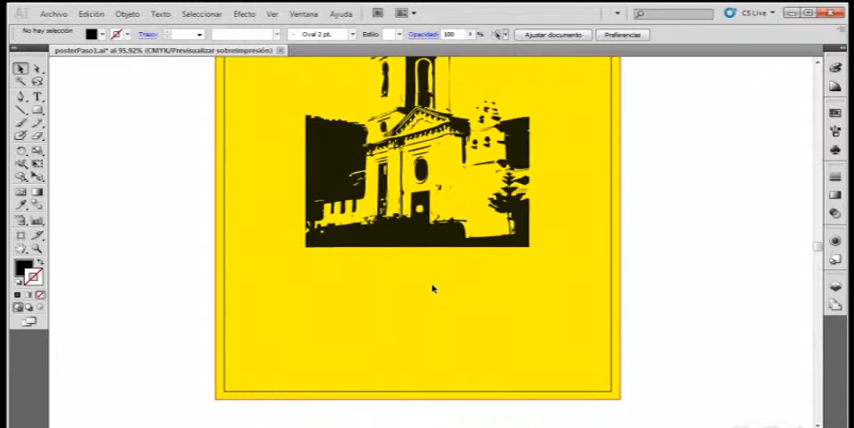 Ai Archivo Edición Objeto Texto Seleccionar Efecto Ver Ventana Ayuda CS Live
No hay selección Trazo: Oval 2 pt. Estilo: Opacidad: 100 % Ajustar documento Preferencias
posterPaso1.ai* al 95,92% (CMYK/Previsualizar sobreimpresión)